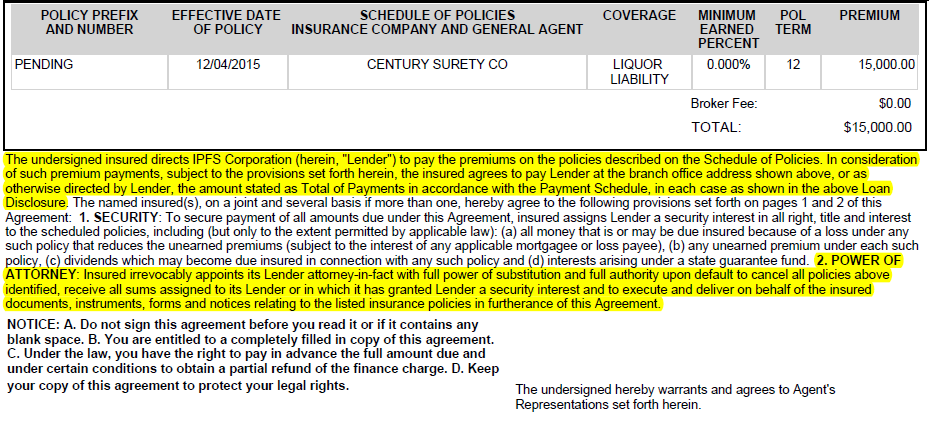 POLICY PREFIX AND NUMBER EFFECTIVE DATE OF POLICY SCHEDULE OF POLICIES INSURANCE COMPANY AND GENERAL AGENT COVERAGE MINIMUM EARNED PERCENT POL TERM PREMIUM
PENDING 12/04/2015 CENTURY SURETY CO LIQUOR LIABILITY 0.000% 12 15,000.00
Broker Fee: $0.00
TOTAL: $15,000.00
The undersigned insured directs IPFS Corporation (herein, "Lender") to pay the premiums on the policies described on the Schedule of Policies. In consideration
of such premium payments, subject to the provisions set forth herein, the insured agrees to pay Lender at the branch office address shown above, or as
otherwise directed by Lender, the amount stated as Total of Payments in accordance with the Payment Schedule, in each case as shown in the above Loan
Disclosure. The named insured(s), on a joint and several basis if more than one, hereby agree to the following provisions set forth on pages 1 and 2 of this
Agreement: 1. SECURITY: To secure payment of all amounts due under this Agreement, insured assigns Lender a security interest in all right, title and interest
to the scheduled policies, including (but only to the extent permitted by applicable law): (a) all money that is or may be due insured because of a loss under any
such policy that reduces the unearned premiums (subject to the interest of any applicable mortgagee or loss payee), (b) any unearned premium under each such
policy, (c) dividends which may become due insured in connection with any such policy and (d) interests arising under a state guarantee fund. 2. POWER OF
ATTORNEY: Insured irrevocably appoints its Lender attorney-in-fact with full power of substitution and full authority upon default to cancel all policies above
identified, receive all sums assigned to its Lender or in which it has granted Lender a security interest and to execute and deliver on behalf of the insured
documents, instruments, forms and notices relating to the listed insurance policies in furtherance of this Agreement.
NOTICE: A. Do not sign this agreement before you read it or if it contains any
blank space. B. You are entitled to a completely filled in copy of this agreement.
C. Under the law, you have the right to pay in advance the full amount due and
under certain conditions to obtain a partial refund of the finance charge. D. Keep
your copy of this agreement to protect your legal rights.
The undersigned hereby warrants and agrees to Agent's
Representations set forth herein.